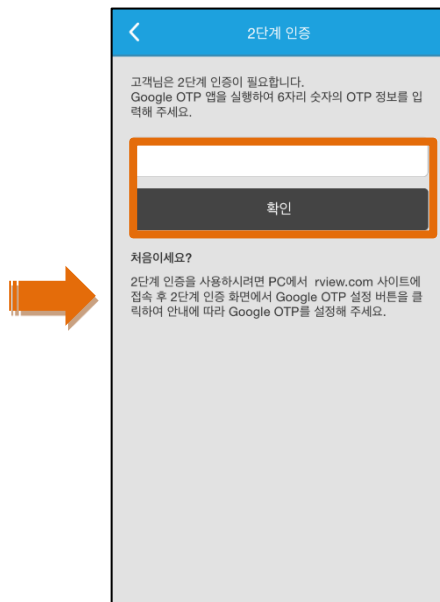 2단계 인증
고객님은 2단계 인증이 필요합니다.
Google OTP 앱을 실행하여 6자리 숫자의 OTP 정보를 입
력해 주세요.
확인
처음이세요?
2단계 인증을 사용하시려면 PC에서 rview.com 사이트에
접속 후 2단계 인증 화면에서 Google OTP 설정 버튼을 클
릭하여 안내에 따라 Google OTP를 설정해 주세요.